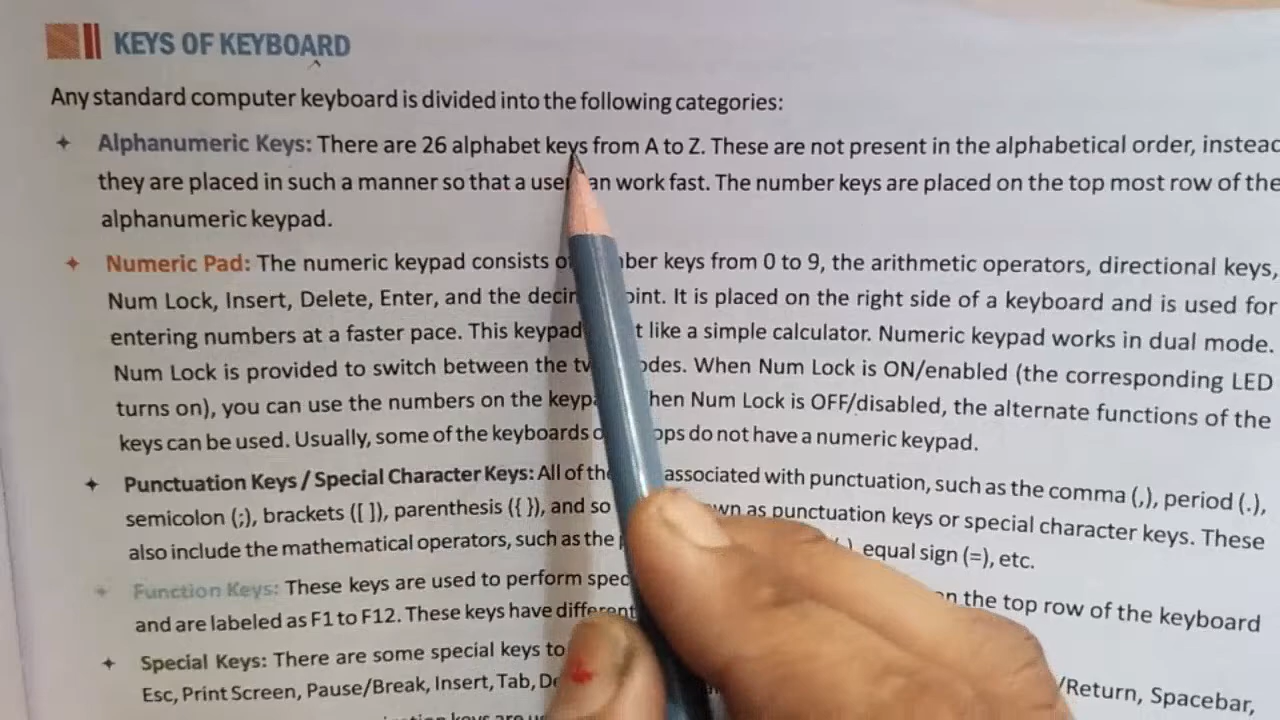 KEYS OF KEYBOARD
Any standard computer keyboard is divided into the following categories:
Alphanumeric Keys: There are 26 alphabet keys from A to Z. These are not present in the alphabetical order, instead
they are placed in such a manner so that a user can work fast. The number keys are placed on the top most row of the
alphanumeric keypad.
Numeric Pad: The numeric keypad consists of number keys from 0 to 9, the arithmetic operators, directional keys,
Num Lock, Insert, Delete, Enter, and the decimal point. It is placed on the right side of a keyboard and is used for
entering numbers at a faster pace. This keypad like a simple calculator. Numeric keypad works in dual mode.
Num Lock is provided to switch between the two modes. When Num Lock is ON/enabled (the corresponding LED
turns on), you can use the numbers on the keypad. When Num Lock is OFF/disabled, the alternate functions of the
keys can be used. Usually, some of the keyboards do not have a numeric keypad.
Punctuation Keys / Special Character Keys: All of the associated with punctuation, such as the comma (,), period (.),
semicolon (;), brackets ([ ]), parenthesis ({ }), and so as punctuation keys or special character keys. These
also include the mathematical operators, such as the equal sign (=), etc.
Function Keys: These keys are used to perform the top row of the keyboard
and are labeled as F1 to F12. These keys have different
Special Keys: There are some special keys to
Esc, Print Screen, Pause/Break, Insert, Tab, /Return, Spacebar,
keys are